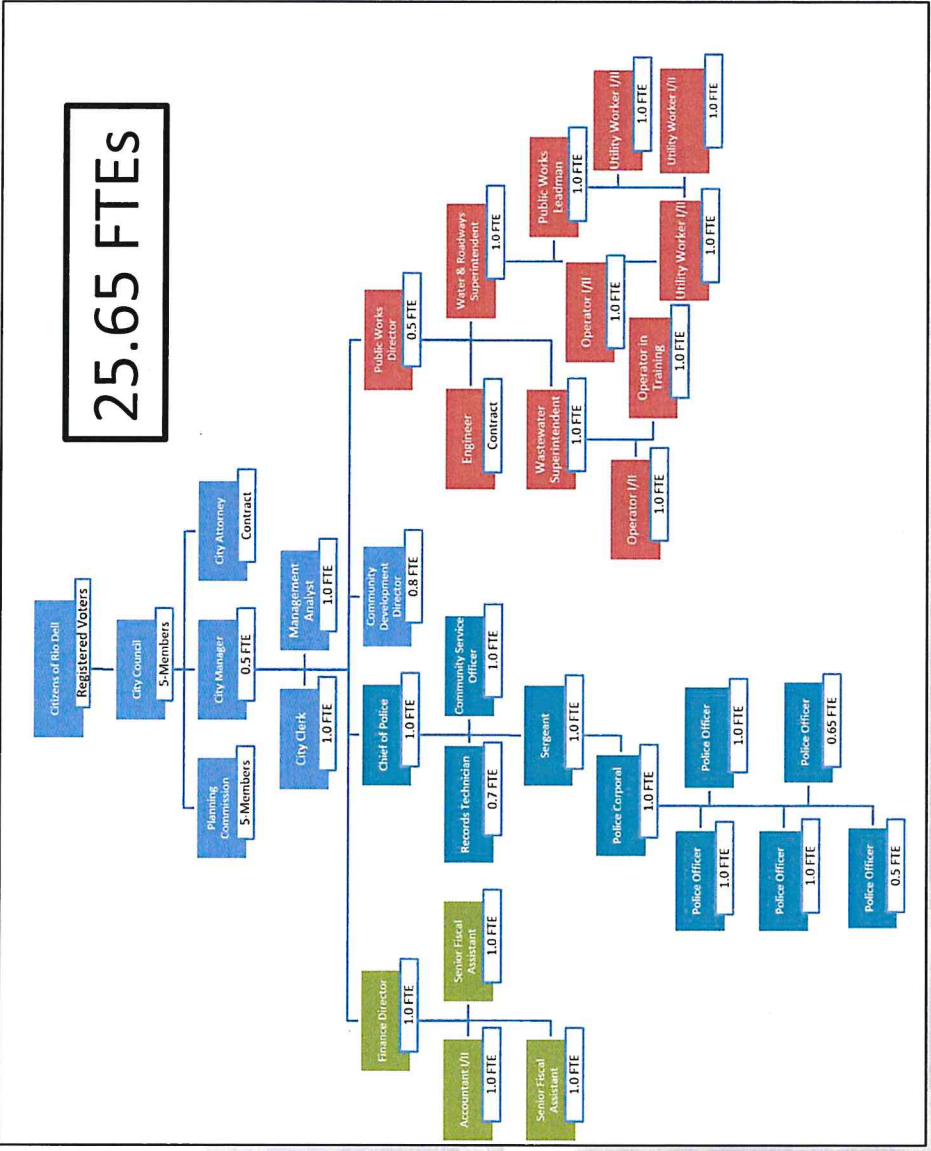 25.65 FTEs
Citizens of Rio Dell
Registered Voters
City Council
5-Members
Planning
Commission
5-Members
City Manager
0.5 FTE
City Attorney
Contract
City Clerk
1.0 FTE
Management
Analyst
1.0 FTE
Finance Director
1.0 FTE
Chief of Police
1.0 FTE
Community
Development
Director
0.8 FTE
Public Works
Director
0.5 FTE
Accountant I/II
1.0 FTE
Senior Fiscal
Assistant
1.0 FTE
Senior Fiscal
Assistant
1.0 FTE
Records Technician
0.7 FTE
Community Service
Officer
1.0 FTE
Sergeant
1.0 FTE
Police Corporal
1.0 FTE
Police Officer
1.0 FTE
Police Officer
1.0 FTE
Police Officer
1.0 FTE
Police Officer
0.65 FTE
Police Officer
0.5 FTE
Engineer
Contract
Water & Roadways
Superintendent
1.0 FTE
Wastewater
Superintendent
1.0 FTE
Operator I/II
1.0 FTE
Operator in
Training
1.0 FTE
Public Works
Leadman
1.0 FTE
Operator I/II
1.0 FTE
Utility Worker I/II
1.0 FTE
Utility Worker I/II
1.0 FTE
Utility Worker I/II
1.0 FTE